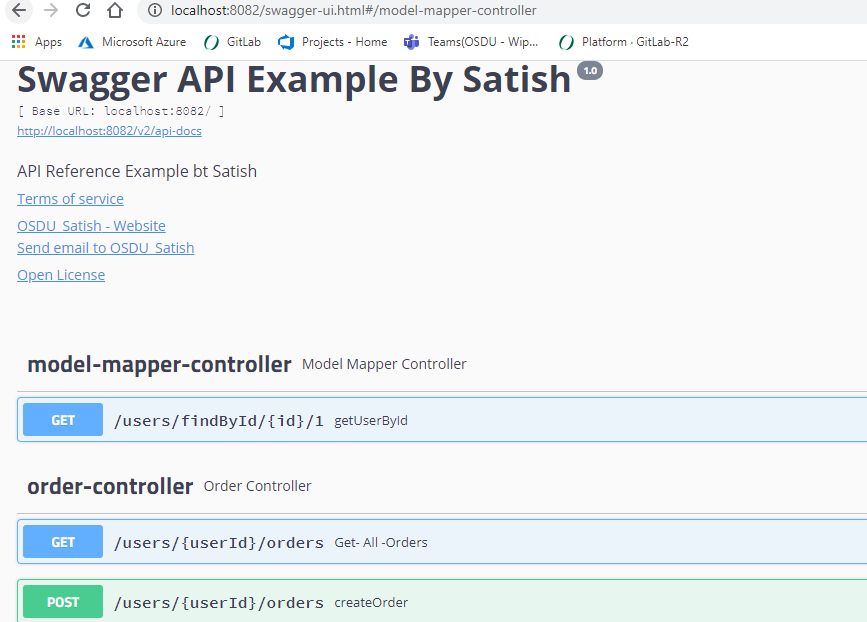 localhost:8082/swagger-ui.html#/model-mapper-controller
Apps Microsoft Azure GitLab Projects - Home Teams(OSDU - Wip... Platform · GitLab-R2
Swagger API Example By Satish 1.0
[ Base URL: localhost:8082/ ]
http://localhost:8082/v2/api-docs
API Reference Example bt Satish
Terms of service
OSDU_Satish - Website
Send email to OSDU_Satish
Open License
model-mapper-controller Model Mapper Controller
GET /users/findById/{id}/1 getUserById
order-controller Order Controller
GET /users/{userId}/orders Get- All -Orders
POST /users/{userId}/orders createOrder